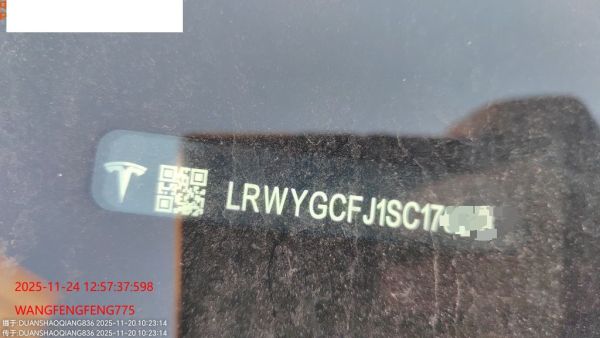 LRWYGCFJ1SC17
2025-11-24 12:57:37:598
WANGFENGFENG775
摄于:DUANSHAOQIANG836 2025-11-20 10:23:14
传于:DUANSHAOQIANG836 2025-11-20 10:23:14